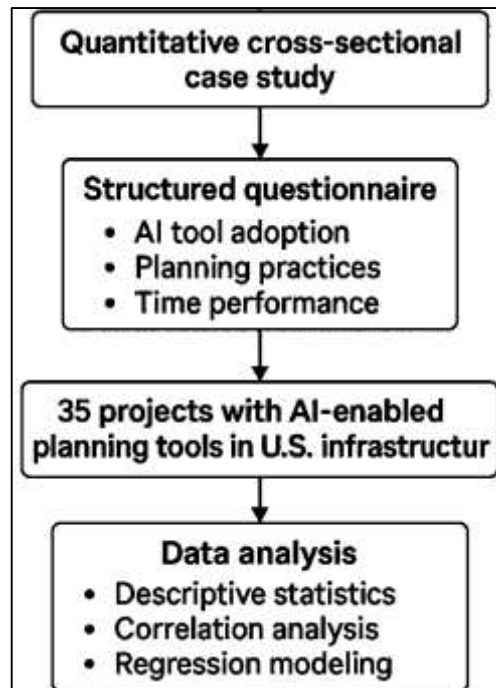 Quantitative cross-sectional
case study
Structured questionnaire
• AI tool adoption
• Planning practices
• Time performance
35 projects with AI-enabled
planning tools in U.S. infrastructur
Data analysis
• Descriptive statistics
• Correlation analysis
• Regression modeling